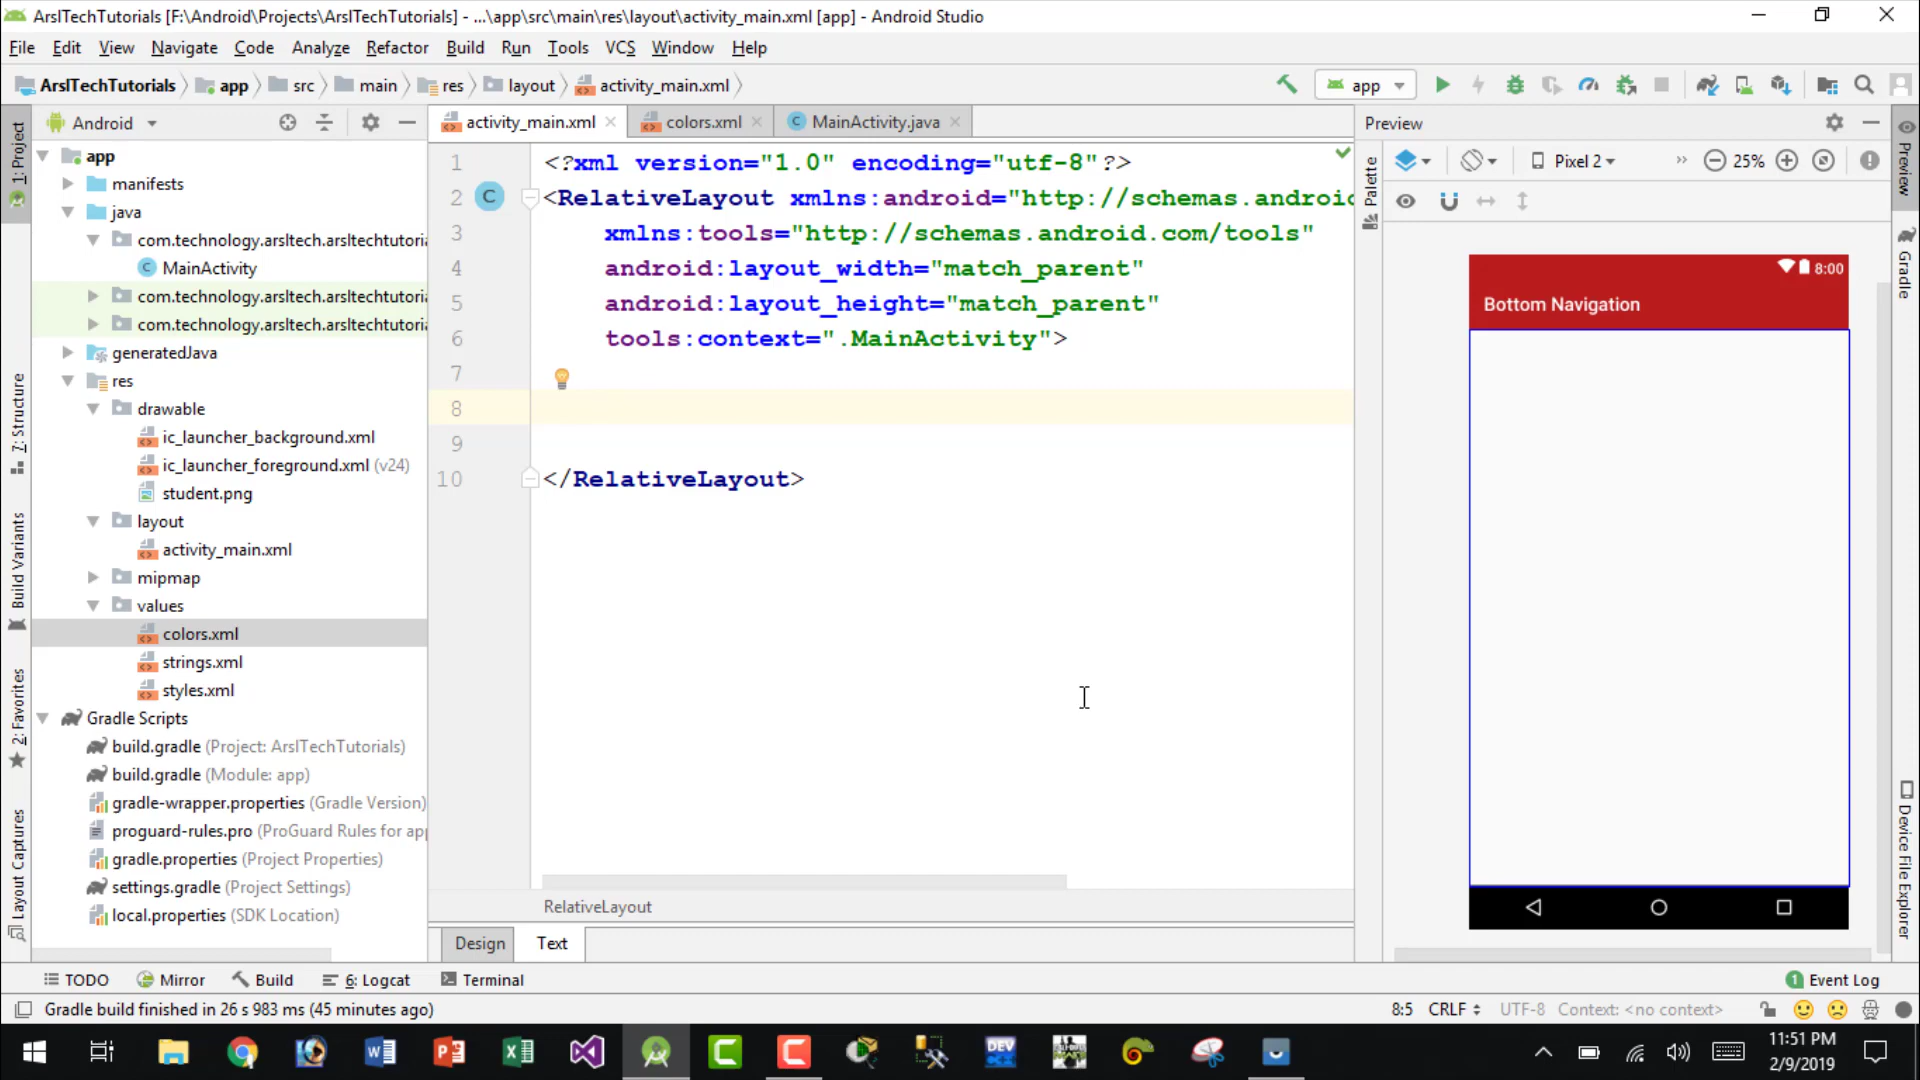 ArslTechTutorials [F:\Android\Projects\ArslTechTutorials] - ...\app\src\main\res\layout\activity_main.xml [app] - Android Studio
File Edit View Navigate Code Analyze Refactor Build Run Tools VCS Window Help
ArslTechTutorials app src main res layout activity_main.xml
app
1: Project
7: Structure
Build Variants
2: Favorites
Layout Captures
Android
app
manifests
java
com.technology.arsltech.arsltechtutoria
MainActivity
com.technology.arsltech.arsltechtutoria
com.technology.arsltech.arsltechtutoria
generatedJava
res
drawable
ic_launcher_background.xml
ic_launcher_foreground.xml (v24)
student.png
layout
activity_main.xml
mipmap
values
colors.xml
strings.xml
styles.xml
Gradle Scripts
build.gradle (Project: ArslTechTutorials)
build.gradle (Module: app)
gradle-wrapper.properties (Gradle Version)
proguard-rules.pro (ProGuard Rules for app
gradle.properties (Project Properties)
settings.gradle (Project Settings)
local.properties (SDK Location)
activity_main.xml colors.xml C MainActivity.java
1 <?xml version="1.0" encoding="utf-8"?>
2 C <RelativeLayout xmlns:android="http://schemas.androic
3 xmlns:tools="http://schemas.android.com/tools"
4 android:layout_width="match_parent"
5 android:layout_height="match_parent"
6 tools:context=".MainActivity">
7
8
9
10 </RelativeLayout>
RelativeLayout
Design Text
Palette
Preview
Pixel 2 25%
8:00
Bottom Navigation
Preview
Gradle
Device File Explorer
TODO Mirror Build 6: Logcat Terminal 1 Event Log
Gradle build finished in 26 s 983 ms (45 minutes ago) 8:5 CRLF UTF-8 Context: <no context>
DEV
11:51 PM
2/9/2019